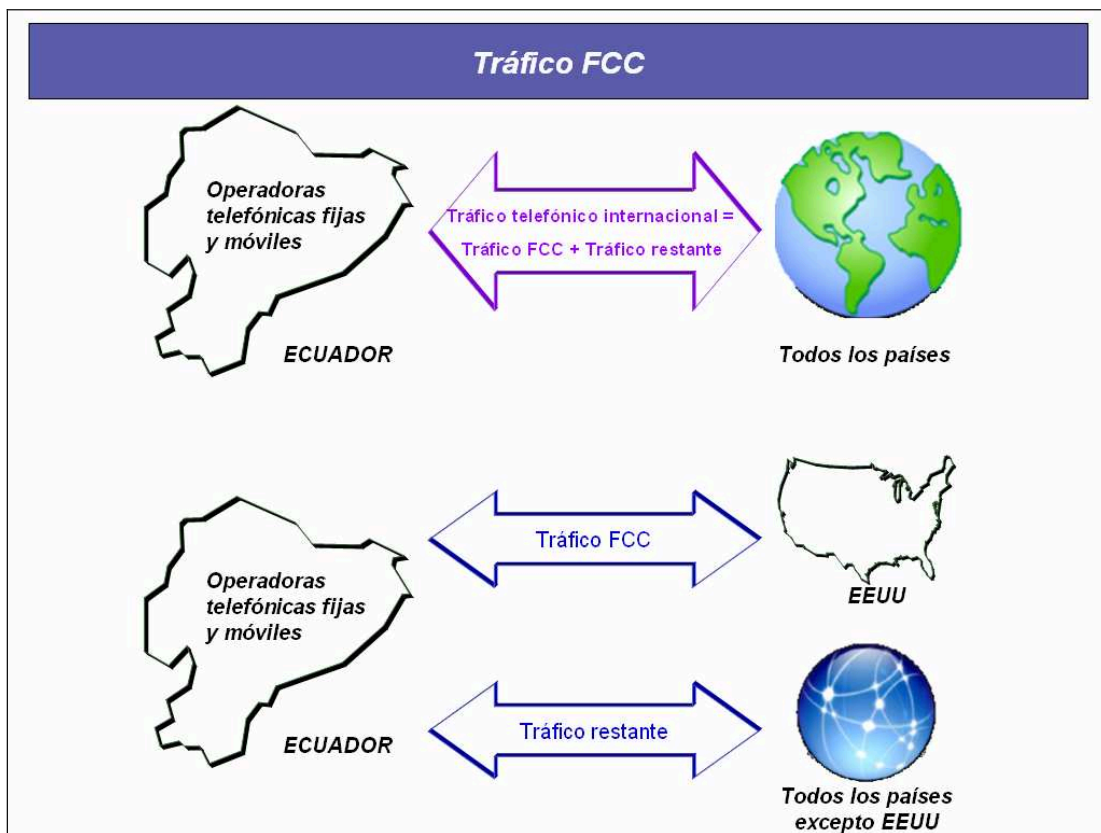 Tráfico FCC
Operadoras
telefónicas fijas
y móviles
ECUADOR
Tráfico telefónico internacional =
Tráfico FCC + Tráfico restante
Todos los países
Operadoras
telefónicas fijas
y móviles
ECUADOR
Tráfico FCC
EEUU
Tráfico restante
Todos los países
excepto EEUU